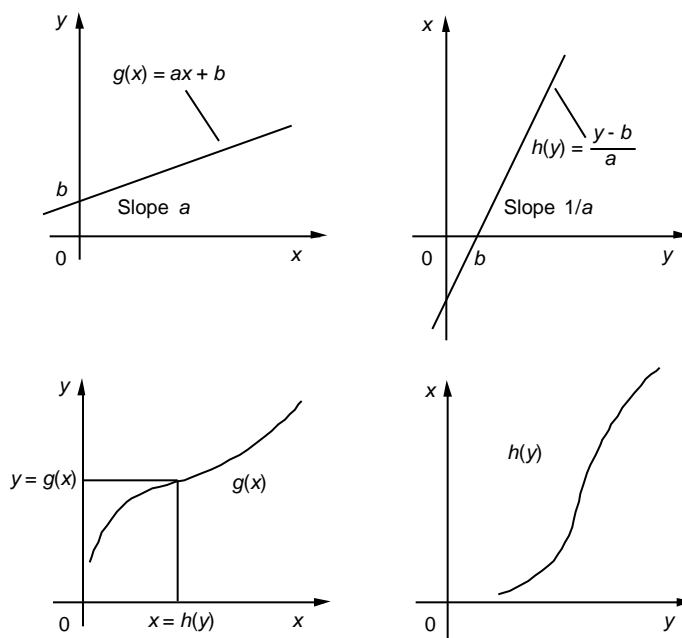 y
g(x) = ax + b
b
Slope a
0
x
x
h(y) = y - b
a
Slope 1/a
0
b
y
y
y = g(x)
g(x)
0
x = h(y)
x
x
h(y)
0
y